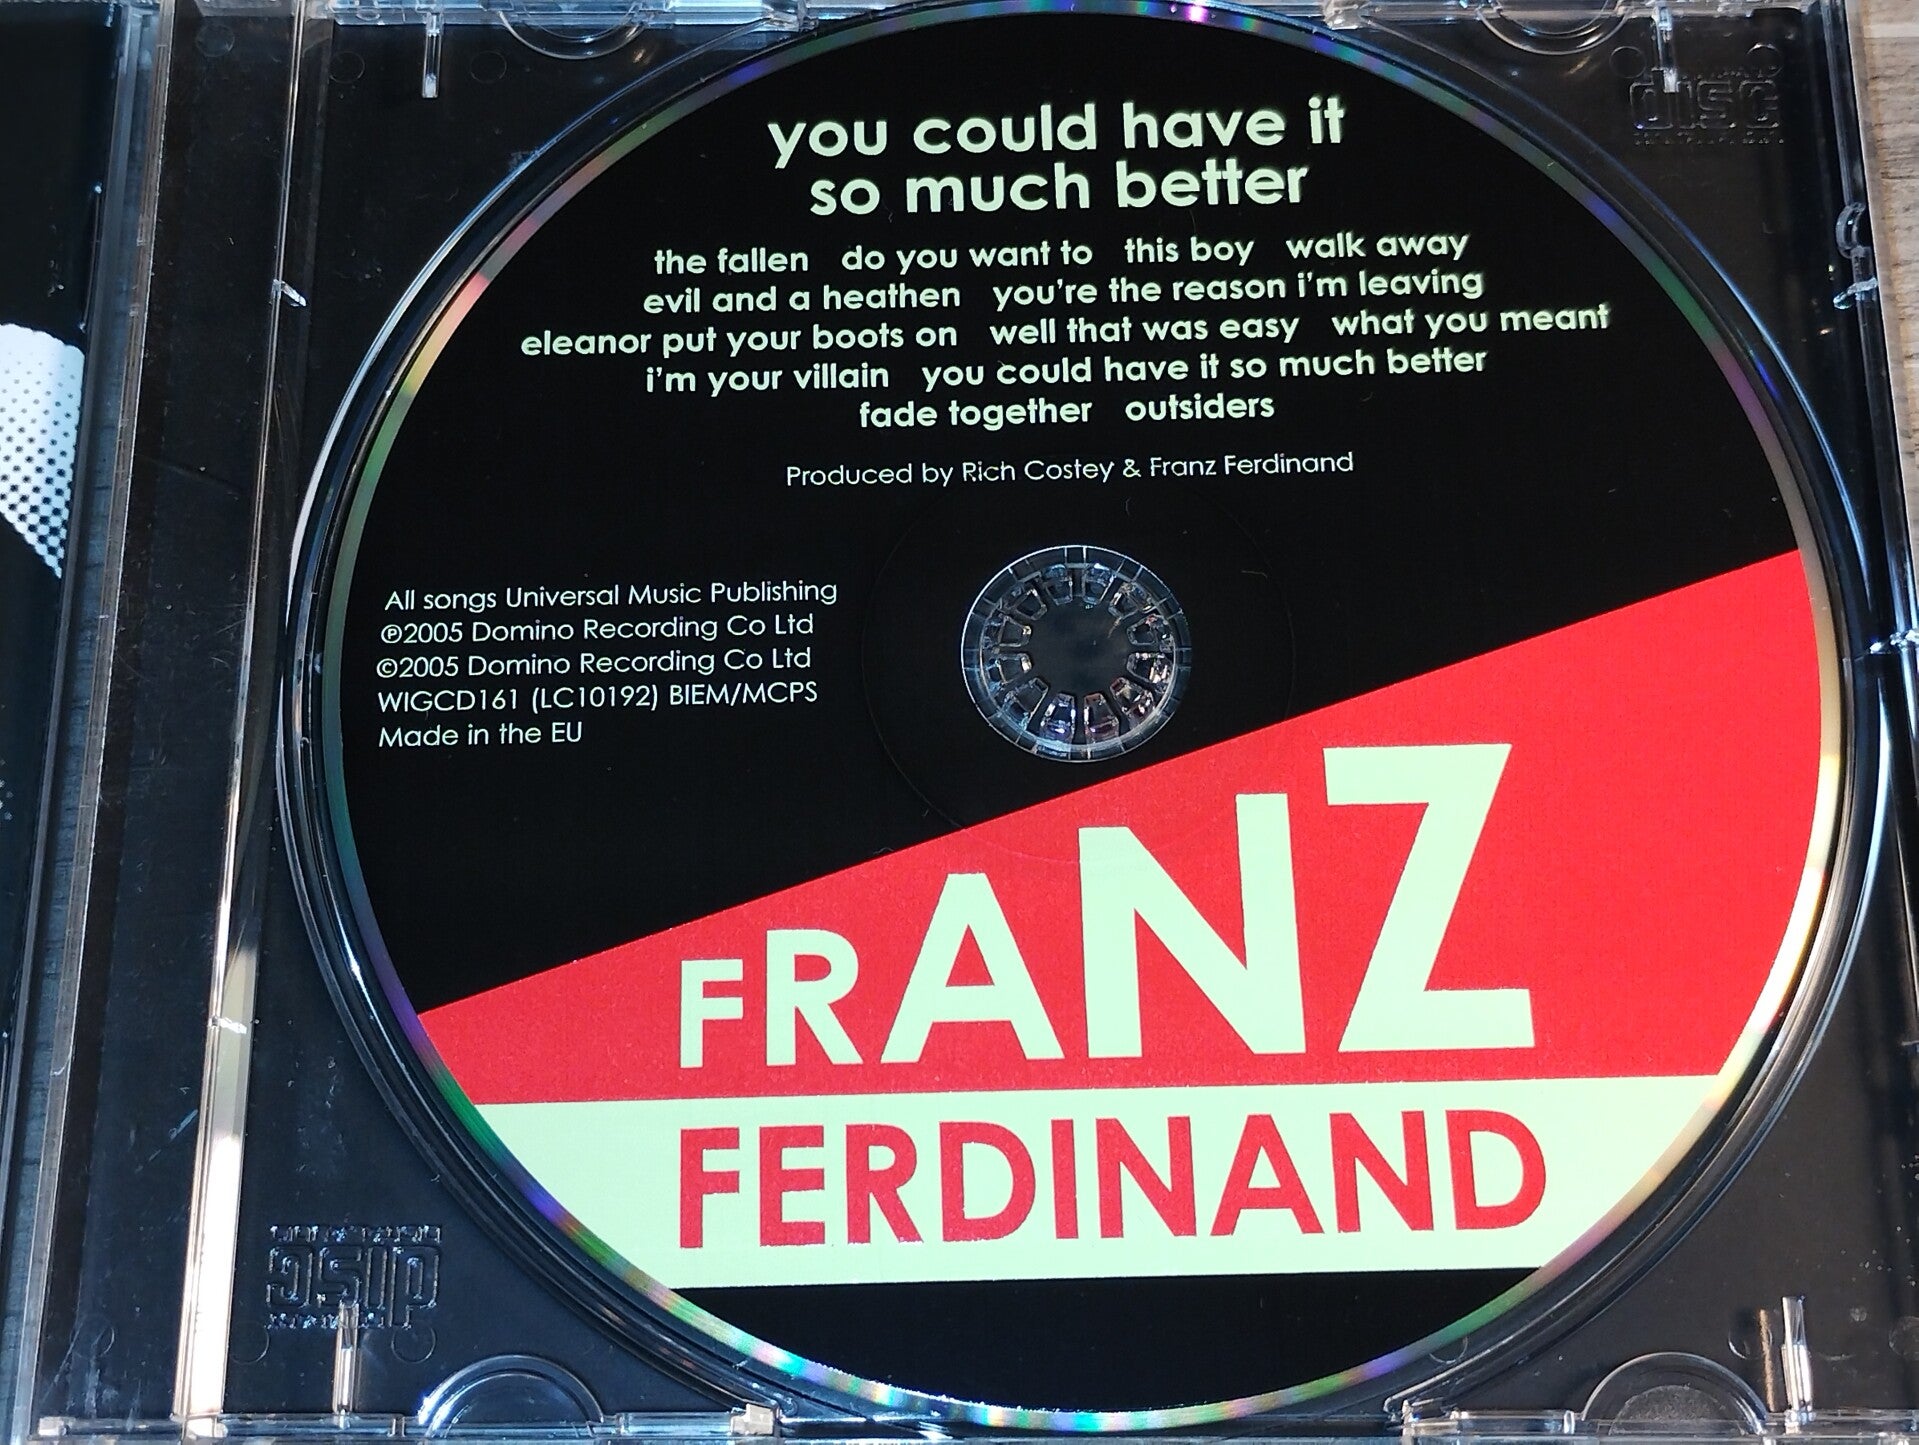 you could have it
so much better
the fallen do you want to this boy walk away
evil and a heathen you're the reason i'm leaving
eleanor put your boots on well that was easy what you meant
i'm your villain you could have it so much better
fade together outsiders
Produced by Rich Costey & Franz Ferdinand
All songs Universal Music Publishing
℗2005 Domino Recording Co Ltd
©2005 Domino Recording Co Ltd
WIGCD161 (LC10192) BIEM/MCPS
Made in the EU
FRANZ
FERDINAND
disc
disc